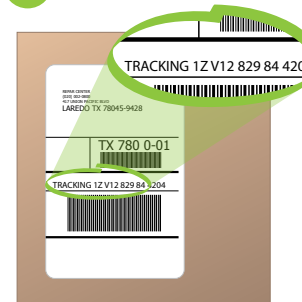 TRACKING 1Z V12 829 84 420
REPAIR CENTER
LAREDO TX 78045-9428
TX 780 0-01
TRACKING 1Z V12 829 84 4204